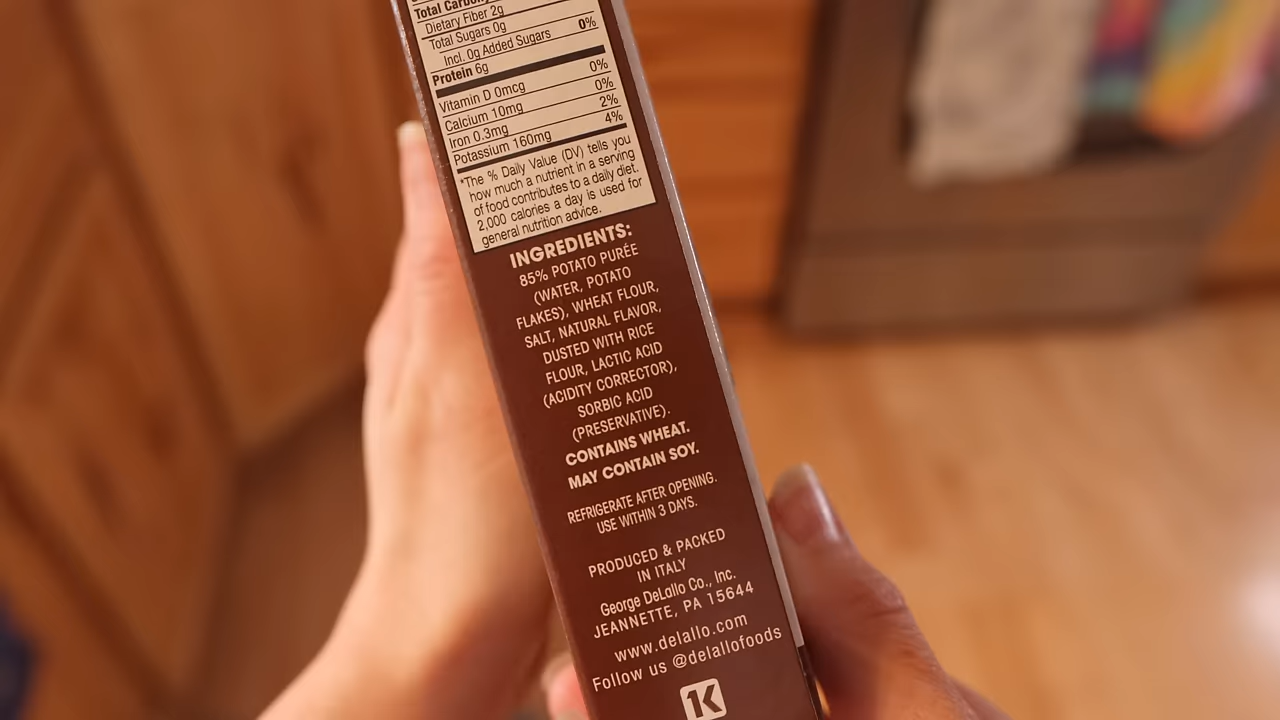 Total Carbohy
Dietary Fiber 2g
Total Sugars 0g
Incl. 0g Added Sugars 0%
Protein 6g
Vitamin D 0mcg 0%
Calcium 10mg 0%
Iron 0.3mg 2%
Potassium 160mg 4%
*The % Daily Value (DV) tells you
how much a nutrient in a serving
of food contributes to a daily diet.
2,000 calories a day is used for
general nutrition advice.
INGREDIENTS:
85% POTATO PURÉE
(WATER, POTATO
FLAKES), WHEAT FLOUR,
SALT, NATURAL FLAVOR,
DUSTED WITH RICE
FLOUR, LACTIC ACID
(ACIDITY CORRECTOR),
SORBIC ACID
(PRESERVATIVE).
CONTAINS WHEAT.
MAY CONTAIN SOY.
REFRIGERATE AFTER OPENING.
USE WITHIN 3 DAYS.
PRODUCED & PACKED
IN ITALY
George DeLallo Co., Inc.
JEANNETTE, PA 15644
www.delallo.com
Follow us @delallofoods
1K